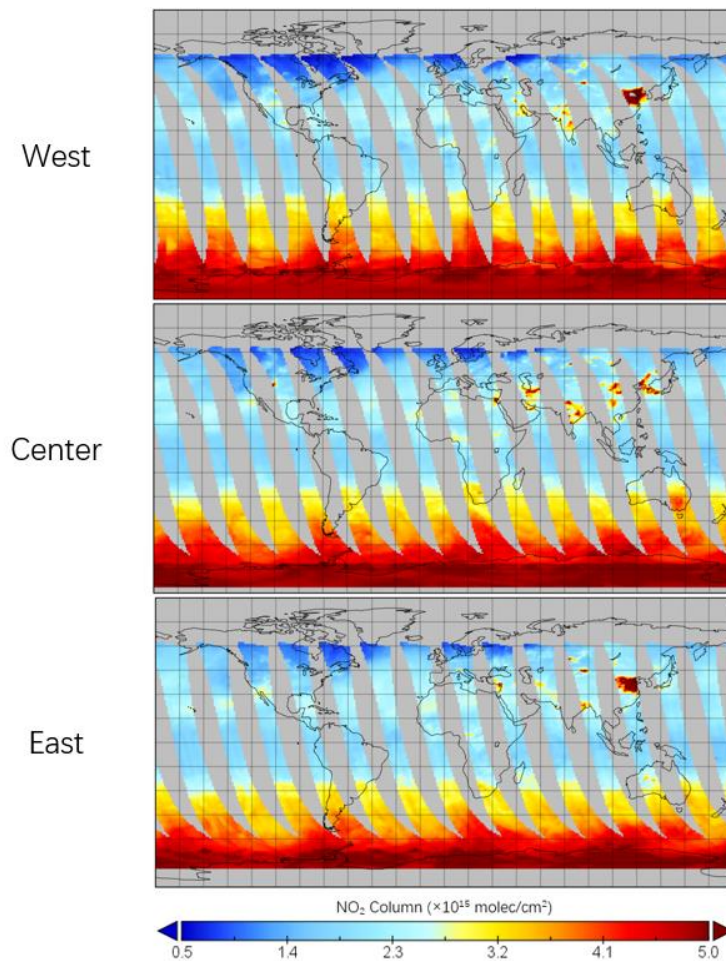 West
Center
East
NO₂ Column (×10¹⁵ molec/cm²)
0.5 1.4 2.3 3.2 4.1 5.0